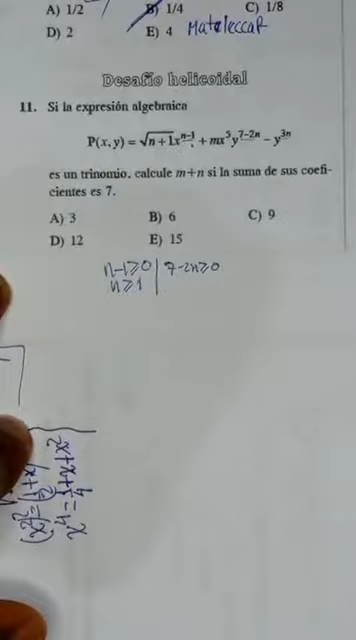 A) 1/2 B) 1/4 C) 1/8
D) 2 E) 4 Mateleccar
Desafío helicoidal
11. Si la expresión algebraica
P(x, y) = √n+1x^n–1 + mx^5y^7–2n – y^3n
es un trinomio, calcule m+n si la suma de sus coefi-
cientes es 7.
A) 3 B) 6 C) 9
D) 12 E) 15
n-1≥0 | 7-2n≥0
n≥1